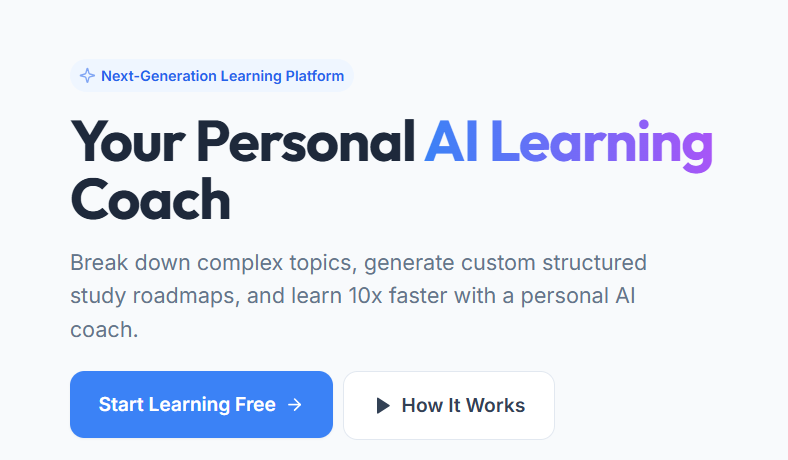 Next-Generation Learning Platform
Your Personal AI Learning
Coach
Break down complex topics, generate custom structured
study roadmaps, and learn 10x faster with a personal AI
coach.
Start Learning Free →
How It Works